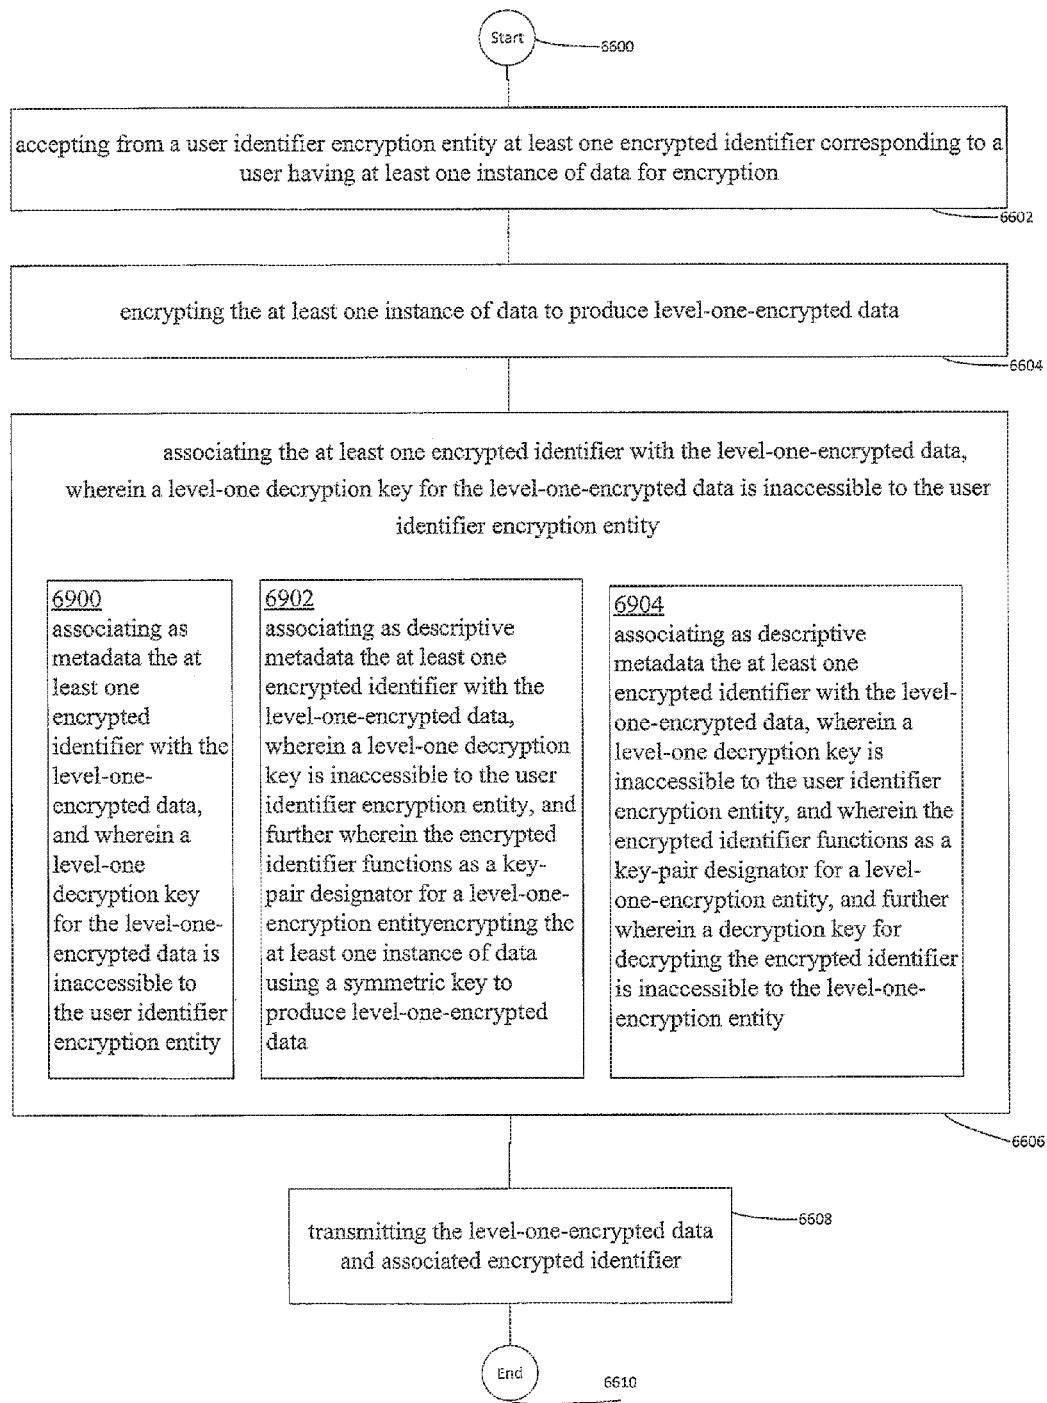 Start
6600
accepting from a user identifier encryption entity at least one encrypted identifier corresponding to a
user having at least one instance of data for encryption
6602
encrypting the at least one instance of data to produce level-one-encrypted data
6604
associating the at least one encrypted identifier with the level-one-encrypted data,
wherein a level-one decryption key for the level-one-encrypted data is inaccessible to the user
identifier encryption entity
6900
associating as
metadata the at
least one
encrypted
identifier with the
level-one-
encrypted data,
and wherein a
level-one
decryption key
for the level-one-
encrypted data is
inaccessible to
the user identifier
encryption entity
6902
associating as descriptive
metadata the at least one
encrypted identifier with the
level-one-encrypted data,
wherein a level-one decryption
key is inaccessible to the user
identifier encryption entity, and
further wherein the encrypted
identifier functions as a key-
pair designator for a level-one-
encryption entityencrypting the
at least one instance of data
using a symmetric key to
produce level-one-encrypted
data
6904
associating as descriptive
metadata the at least one
encrypted identifier with the level-
one-encrypted data, wherein a
level-one decryption key is
inaccessible to the user identifier
encryption entity, and wherein the
encrypted identifier functions as a
key-pair designator for a level-
one-encryption entity, and further
wherein a decryption key for
decrypting the encrypted identifier
is inaccessible to the level-one-
encryption entity
6606
transmitting the level-one-encrypted data
and associated encrypted identifier
6608
End
6610